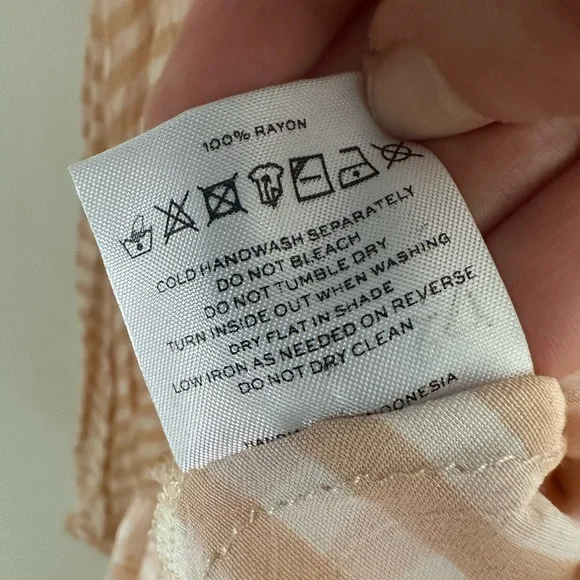 100% RAYON
COLD HANDWASH SEPARATELY
DO NOT BLEACH
DO NOT TUMBLE DRY
TURN INSIDE OUT WHEN WASHING
DRY FLAT IN SHADE
LOW IRON AS NEEDED ON REVERSE
DO NOT DRY CLEAN